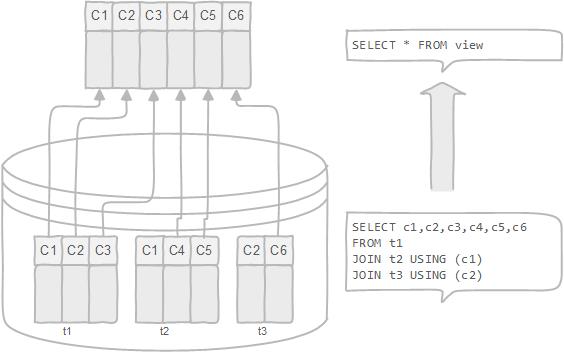 C1 C2 C3 C4 C5 C6
SELECT * FROM view
SELECT c1,c2,c3,c4,c5,c6
FROM t1
JOIN t2 USING (c1)
JOIN t3 USING (c2)
C1 C2 C3
C1 C4 C5
C2 C6
t1
t2
t3